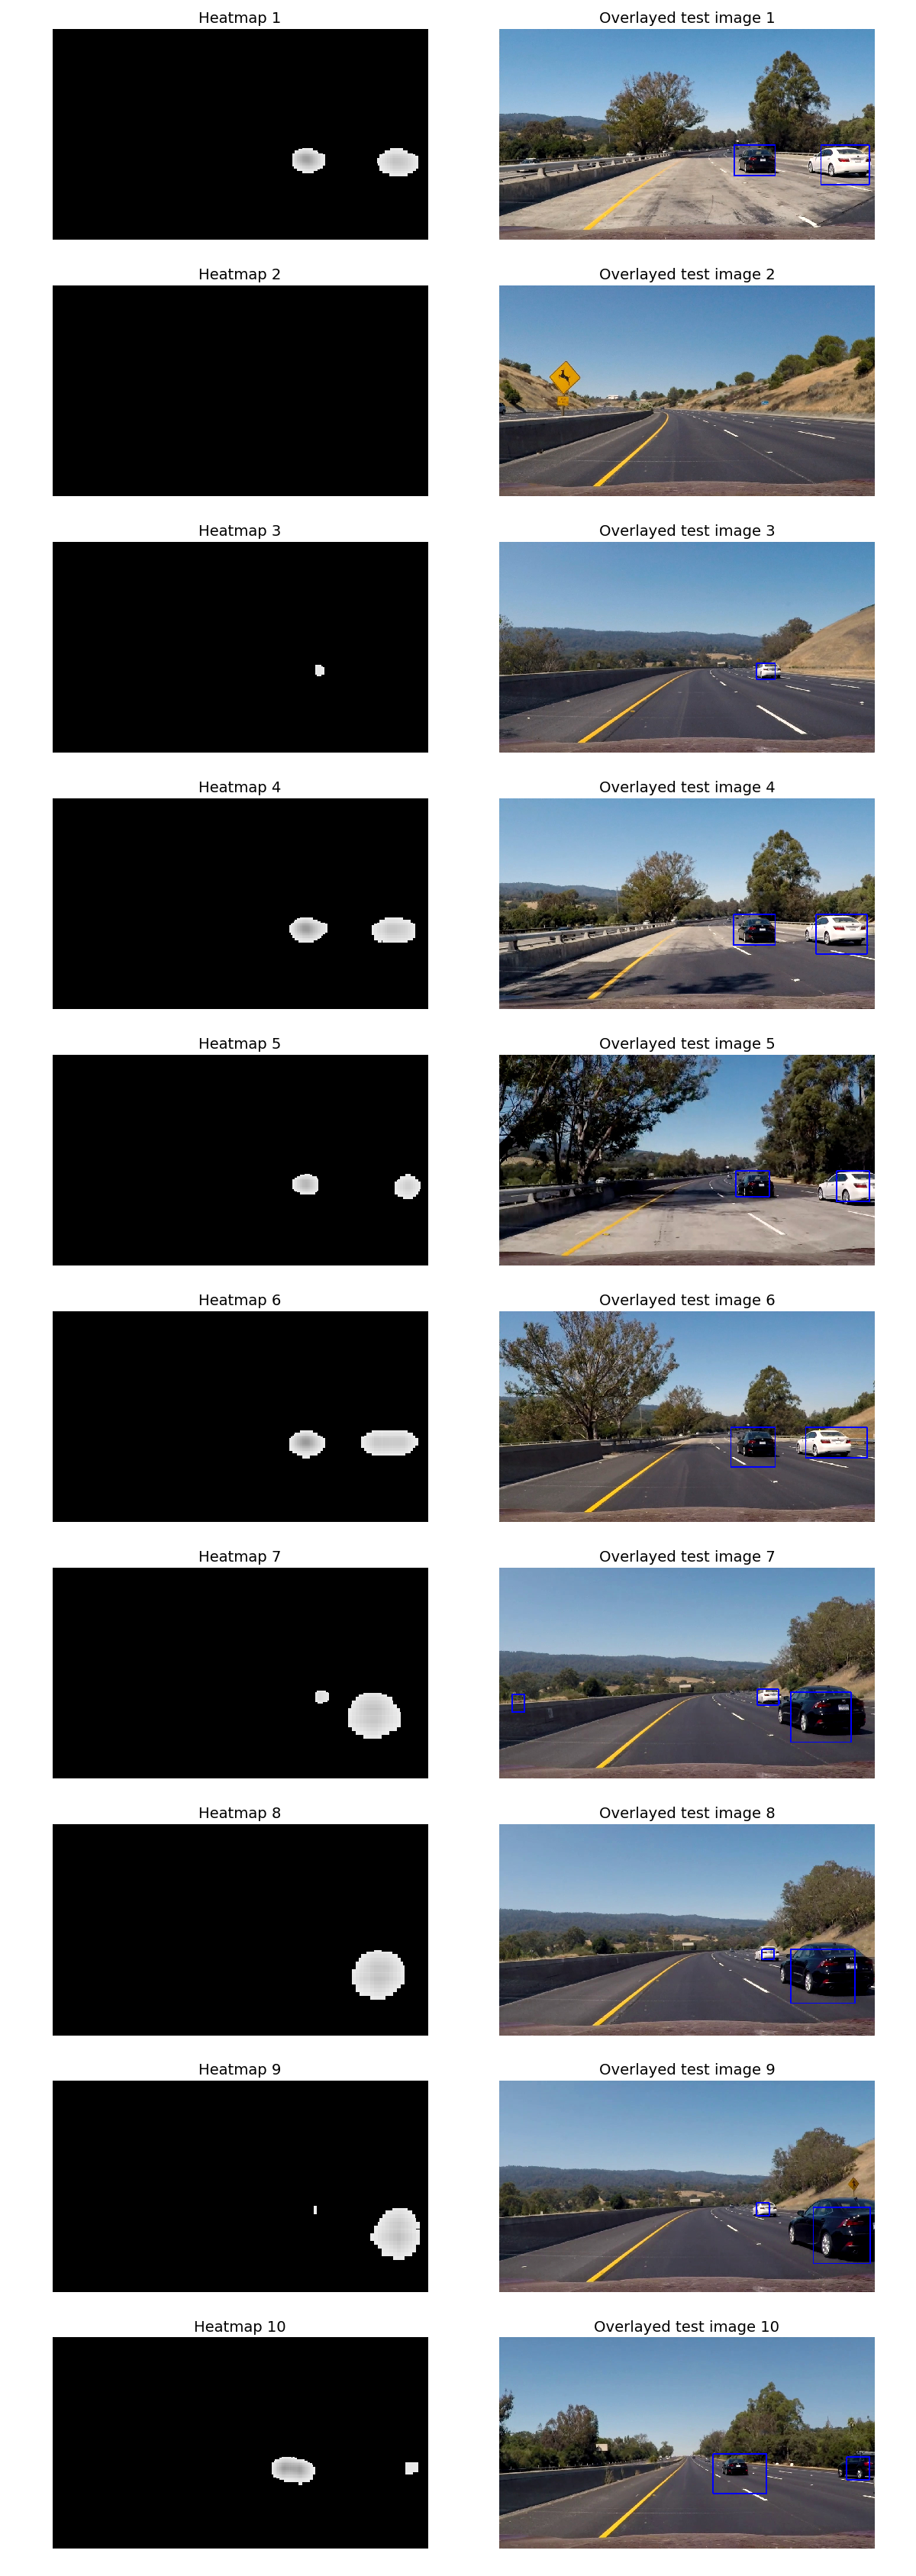 Heatmap 1
Overlayed test image 1
Heatmap 2
Overlayed test image 2
Heatmap 3
Overlayed test image 3
Heatmap 4
Overlayed test image 4
Heatmap 5
Overlayed test image 5
Heatmap 6
Overlayed test image 6
Heatmap 7
Overlayed test image 7
Heatmap 8
Overlayed test image 8
Heatmap 9
Overlayed test image 9
Heatmap 10
Overlayed test image 10